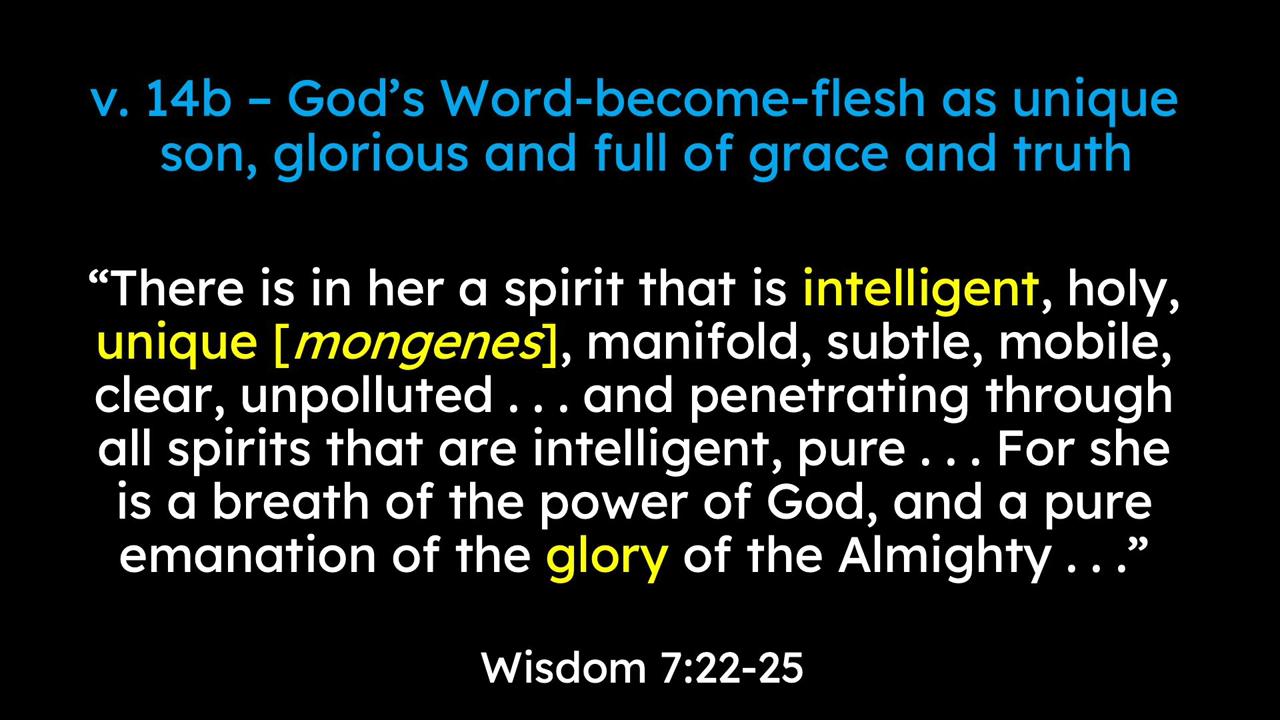 v. 14b – God’s Word-become-flesh as unique
son, glorious and full of grace and truth
“There is in her a spirit that is intelligent, holy,
unique [mongenes], manifold, subtle, mobile,
clear, unpolluted . . . and penetrating through
all spirits that are intelligent, pure . . . For she
is a breath of the power of God, and a pure
emanation of the glory of the Almighty . . .”
Wisdom 7:22-25